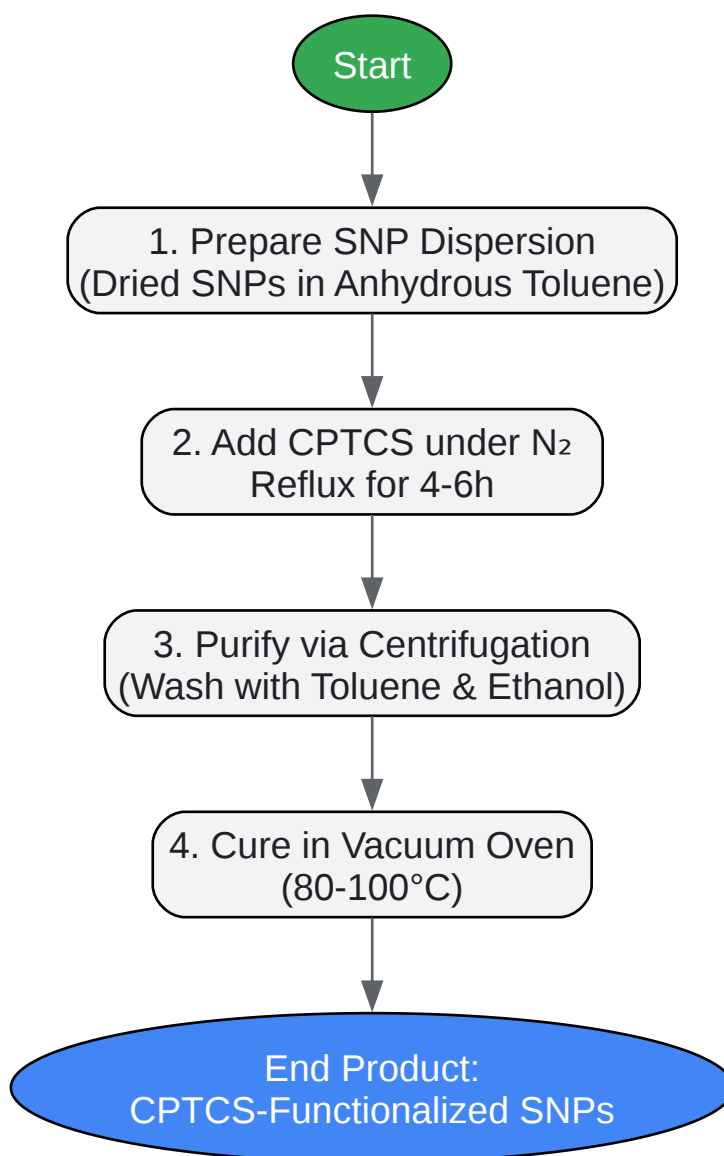 Start
1. Prepare SNP Dispersion
(Dried SNPs in Anhydrous Toluene)
2. Add CPTCS under N₂
Reflux for 4-6h
3. Purify via Centrifugation
(Wash with Toluene & Ethanol)
4. Cure in Vacuum Oven
(80-100°C)
End Product:
CPTCS-Functionalized SNPs